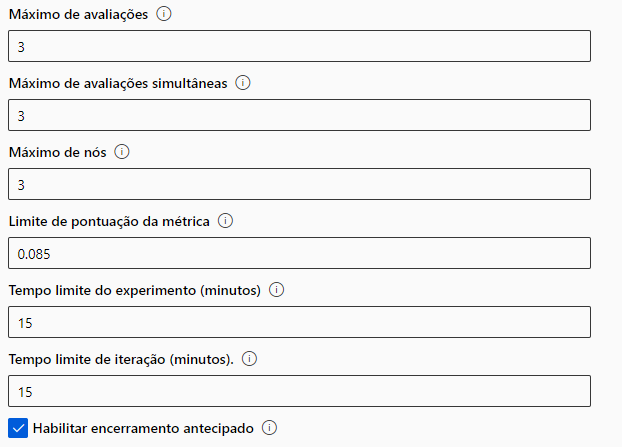 Máximo de avaliações
3
Máximo de avaliações simultâneas
3
Máximo de nós
3
Limite de pontuação da métrica
0.085
Tempo limite do experimento (minutos)
15
Tempo limite de iteração (minutos).
15
Habilitar encerramento antecipado